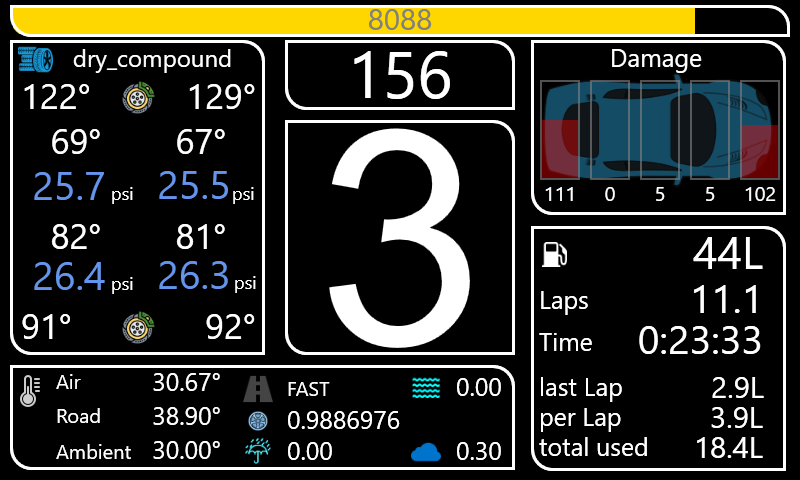 8088
dry_compound
122° 129°
69° 67°
25.7 psi 25.5 psi
82° 81°
26.4 psi 26.3 psi
91° 92°
156
3
Damage
111 0 5 5 102
44L
Laps 11.1
Time 0:23:33
last Lap 2.9L
per Lap 3.9L
total used 18.4L
Air 30.67° FAST 0.00
Road 38.90° 0.9886976
Ambient 30.00° 0.00 0.30